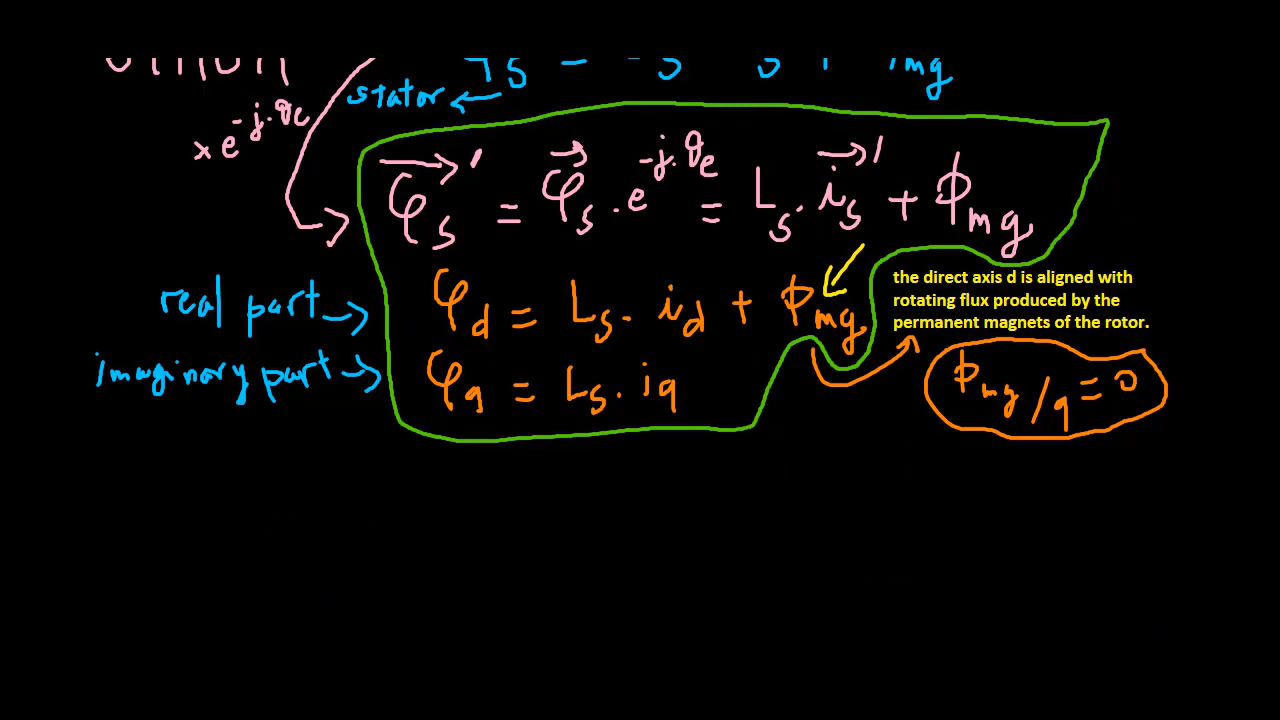 stator
× e^{-j·θe}
φs' = φs · e^{-j·θe} = Ls · is' + ϕmg
real part → φd = Ls · id + ϕmg
the direct axis d is aligned with
rotating flux produced by the
permanent magnets of the rotor.
imaginory part → φq = Ls · iq
ϕmg/q = 0